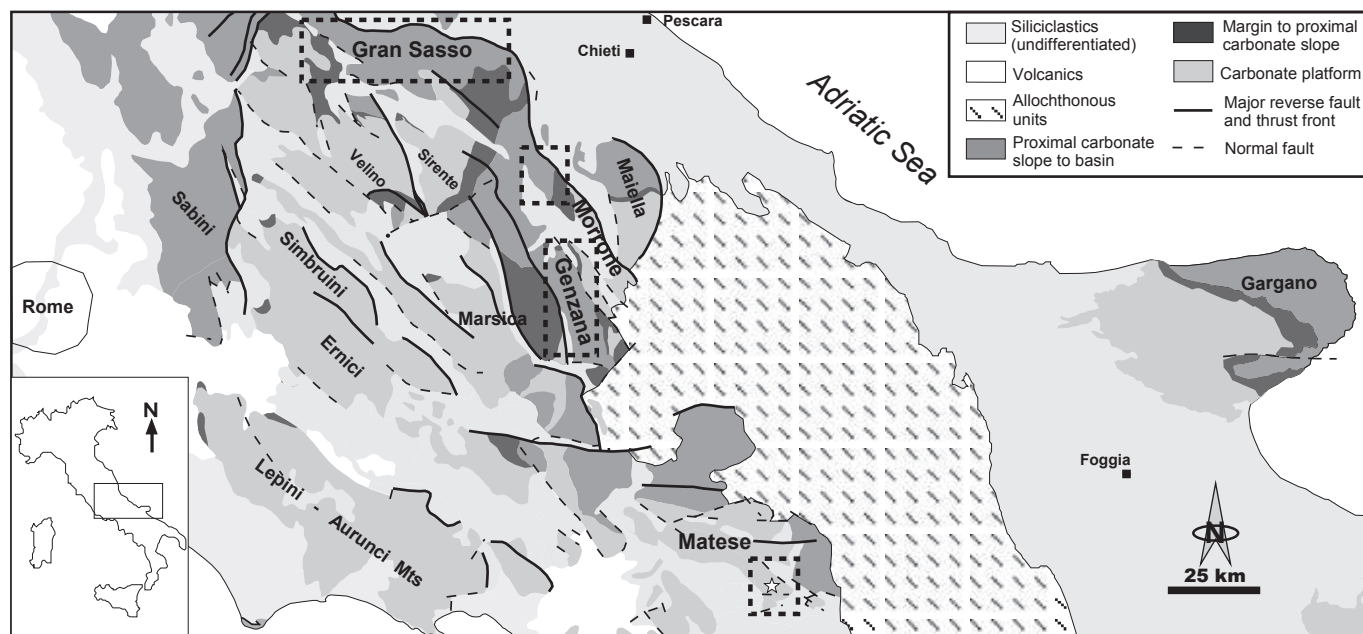 Pescara
Chieti
Gran Sasso
Adriatic Sea
Siliciclastics
(undifferentiated)
Volcanics
Allochthonous
units
Proximal carbonate
slope to basin
Margin to proximal
carbonate slope
Carbonate platform
Major reverse fault
and thrust front
Normal fault
Velino
Sirente
Maiella
Morrone
Sabini
Simbruini
Genzana
Marsica
Gargano
Rome
Ernici
N
Lepini - Aurunci Mts
Foggia
Matese
N
25 km